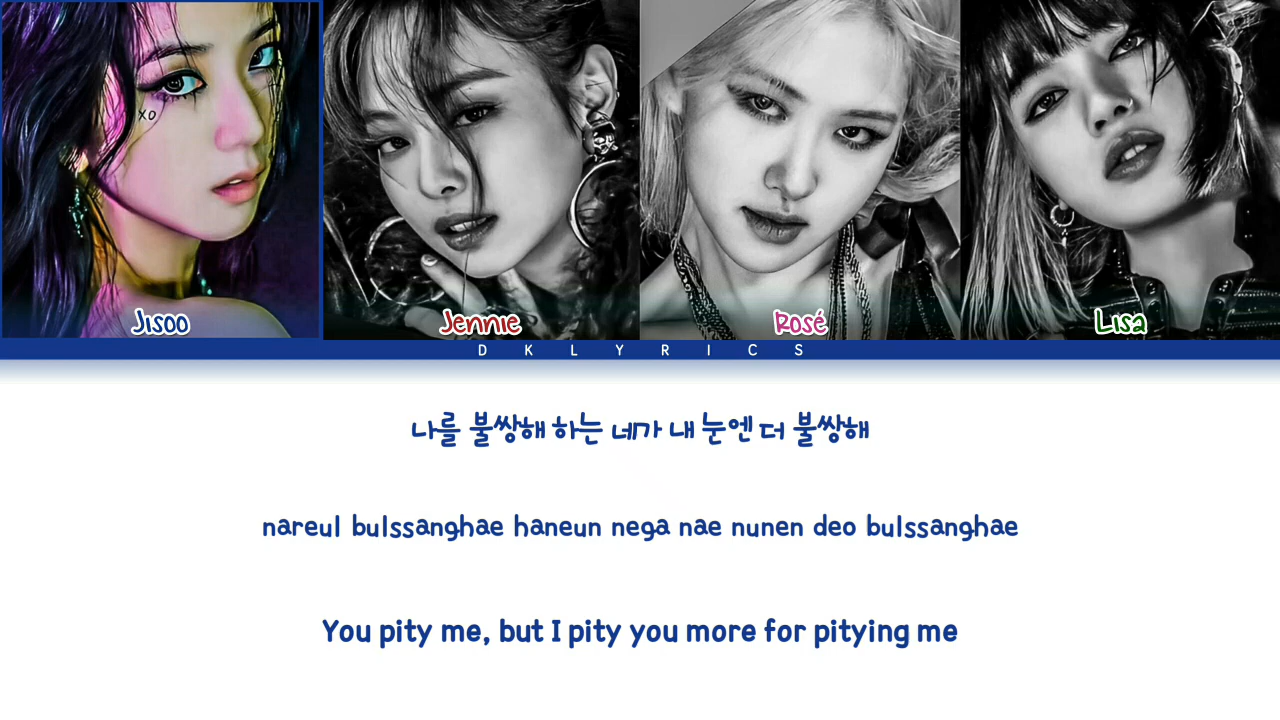 XO
Jisoo
Jennie
Rosé
Lisa
DKLYRICS
나를 불쌍해 하는 네가 내 눈엔 더 불쌍해
nareul bulssanghae haneun nega nae nunen deo bulssanghae
You pity me, but I pity you more for pitying me